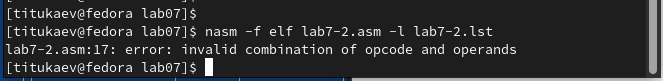 [titukaev@fedora lab07]$
[titukaev@fedora lab07]$ nasm -f elf lab7-2.asm -l lab7-2.lst
lab7-2.asm:17: error: invalid combination of opcode and operands
[titukaev@fedora lab07]$